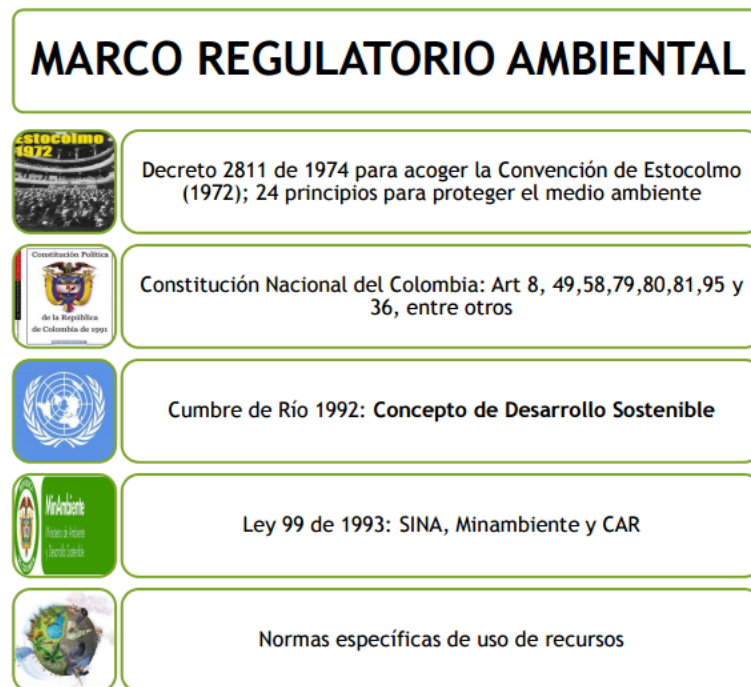 MARCO REGULATORIO AMBIENTAL
Estocolmo
1972
Decreto 2811 de 1974 para acoger la Convención de Estocolmo
(1972); 24 principios para proteger el medio ambiente
Constitución Política
de la República
de Colombia de 1991
Constitución Nacional del Colombia: Art 8, 49,58,79,80,81,95 y
36, entre otros
Cumbre de Río 1992: Concepto de Desarrollo Sostenible
MinAmbiente
Ministerio de Ambiente
y Desarrollo Sostenible
Ley 99 de 1993: SINA, Minambiente y CAR
Normas específicas de uso de recursos